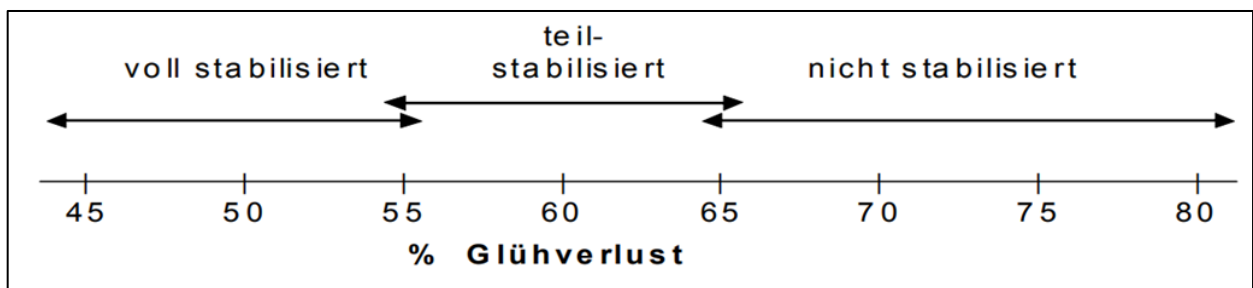 teil-
voll stabilisiert stabilisiert nicht stabilisiert
45 50 55 60 65 70 75 80
% Glühverlust